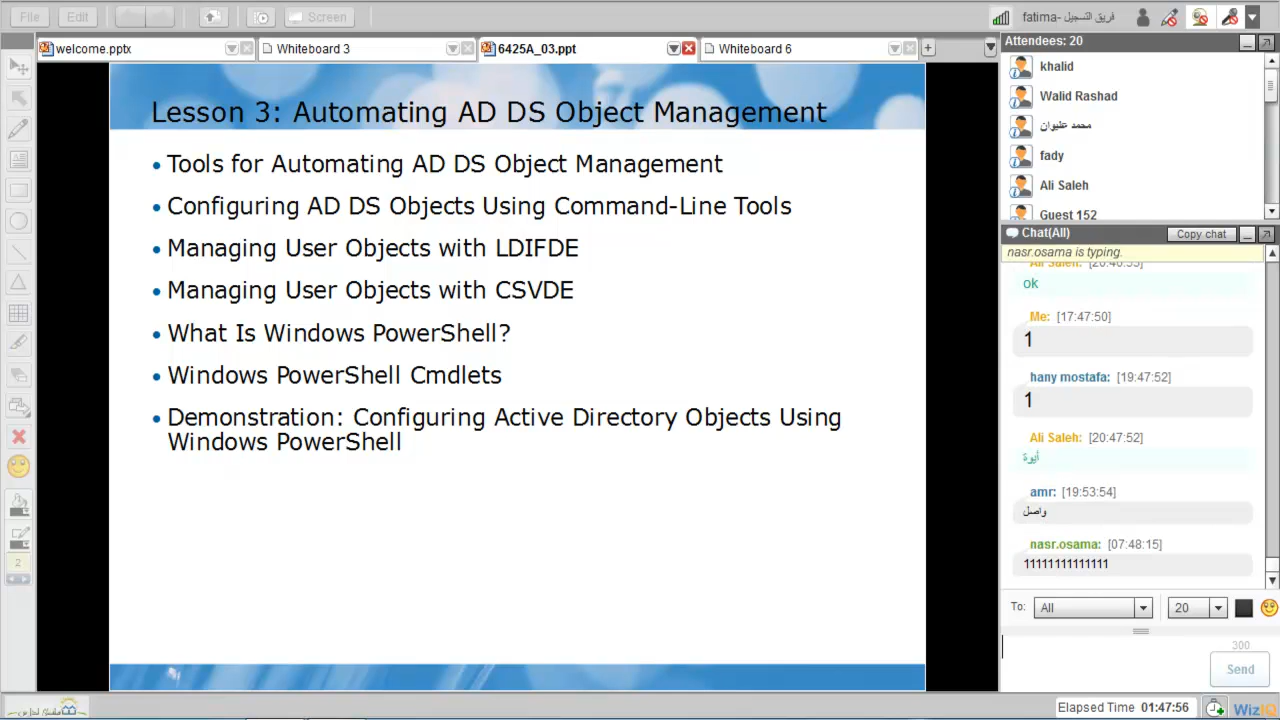 File Edit Screen
fatima- فريق التسجيل
welcome.pptx Whiteboard 3 6425A_03.ppt Whiteboard 6
Lesson 3: Automating AD DS Object Management
• Tools for Automating AD DS Object Management
• Configuring AD DS Objects Using Command-Line Tools
• Managing User Objects with LDIFDE
• Managing User Objects with CSVDE
• What Is Windows PowerShell?
• Windows PowerShell Cmdlets
• Demonstration: Configuring Active Directory Objects Using
Windows PowerShell
2
Attendees: 20
khalid
Walid Rashad
محمد عليوان
fady
Ali Saleh
Guest 152
Chat(All) Copy chat
nasr.osama is typing.
ok
Me: [17:47:50]
1
hany mostafa: [19:47:52]
1
Ali Saleh: [20:47:52]
أيوة
amr: [19:53:54]
واصل
nasr.osama: [07:48:15]
11111111111111
To: All 20
300
Send
Elapsed Time 01:47:56
WizIQ